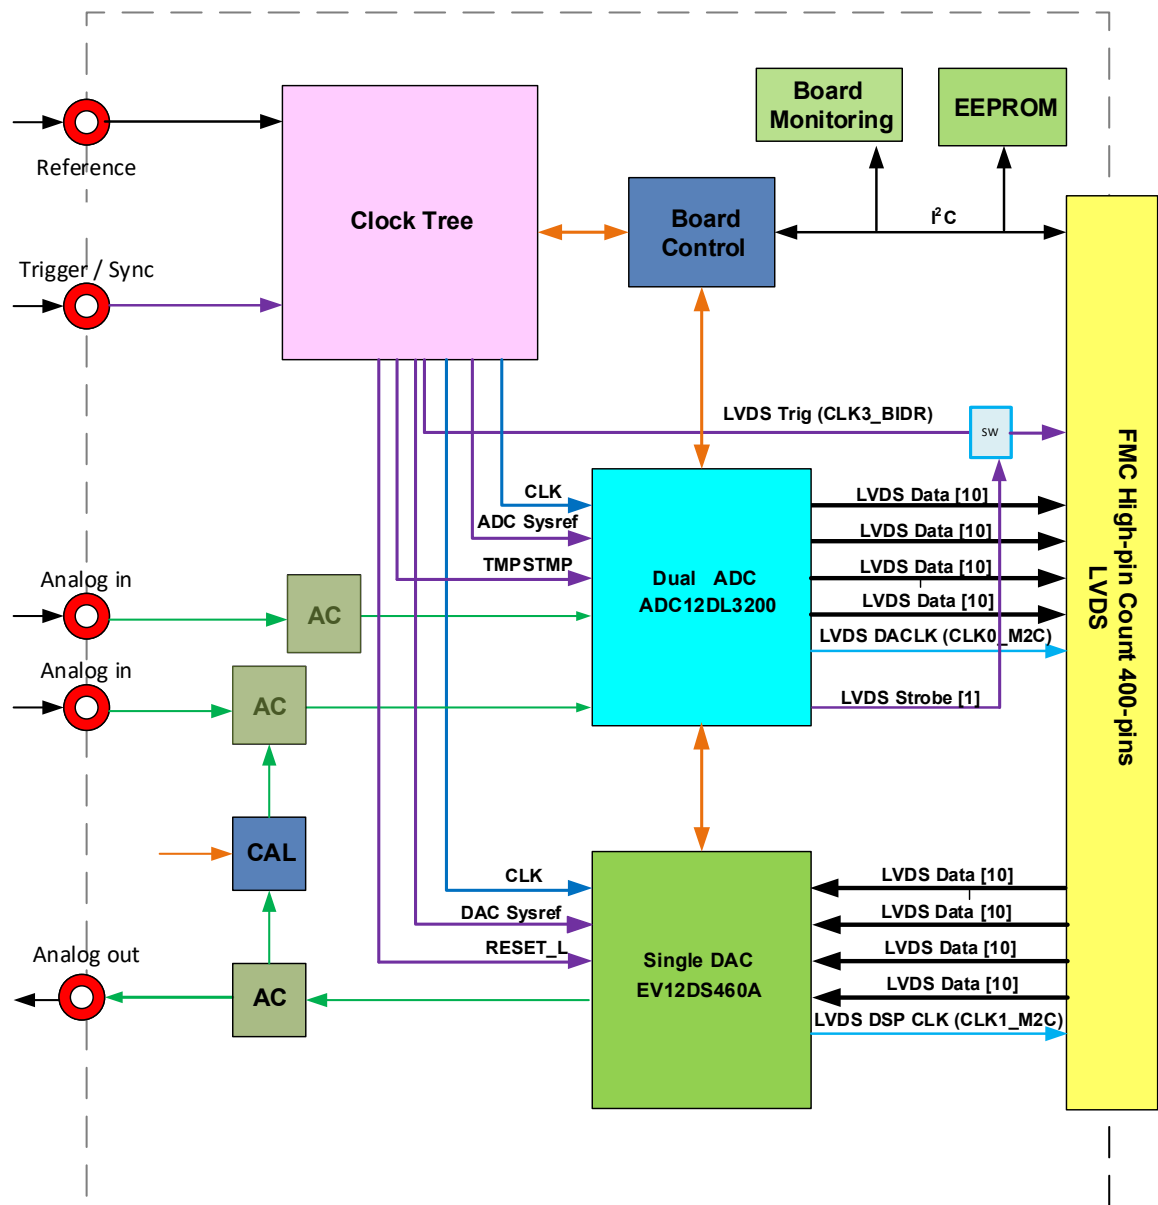 Board
Monitoring
EEPROM
Reference
Clock Tree
Board
Control
I²C
Trigger / Sync
LVDS Trig (CLK3_BIDR)
SW
CLK
ADC Sysref
TMPSTMP
LVDS Data [10]
LVDS Data [10]
LVDS Data [10]
LVDS Data [10]
LVDS DACLK (CLK0_M2C)
LVDS Strobe [1]
Dual ADC
ADC12DL3200
Analog in
AC
Analog in
AC
CAL
Analog out
AC
CLK
DAC Sysref
RESET_L
Single DAC
EV12DS460A
LVDS Data [10]
LVDS Data [10]
LVDS Data [10]
LVDS Data [10]
LVDS DSP CLK (CLK1_M2C)
FMC High-pin Count 400-pins
LVDS